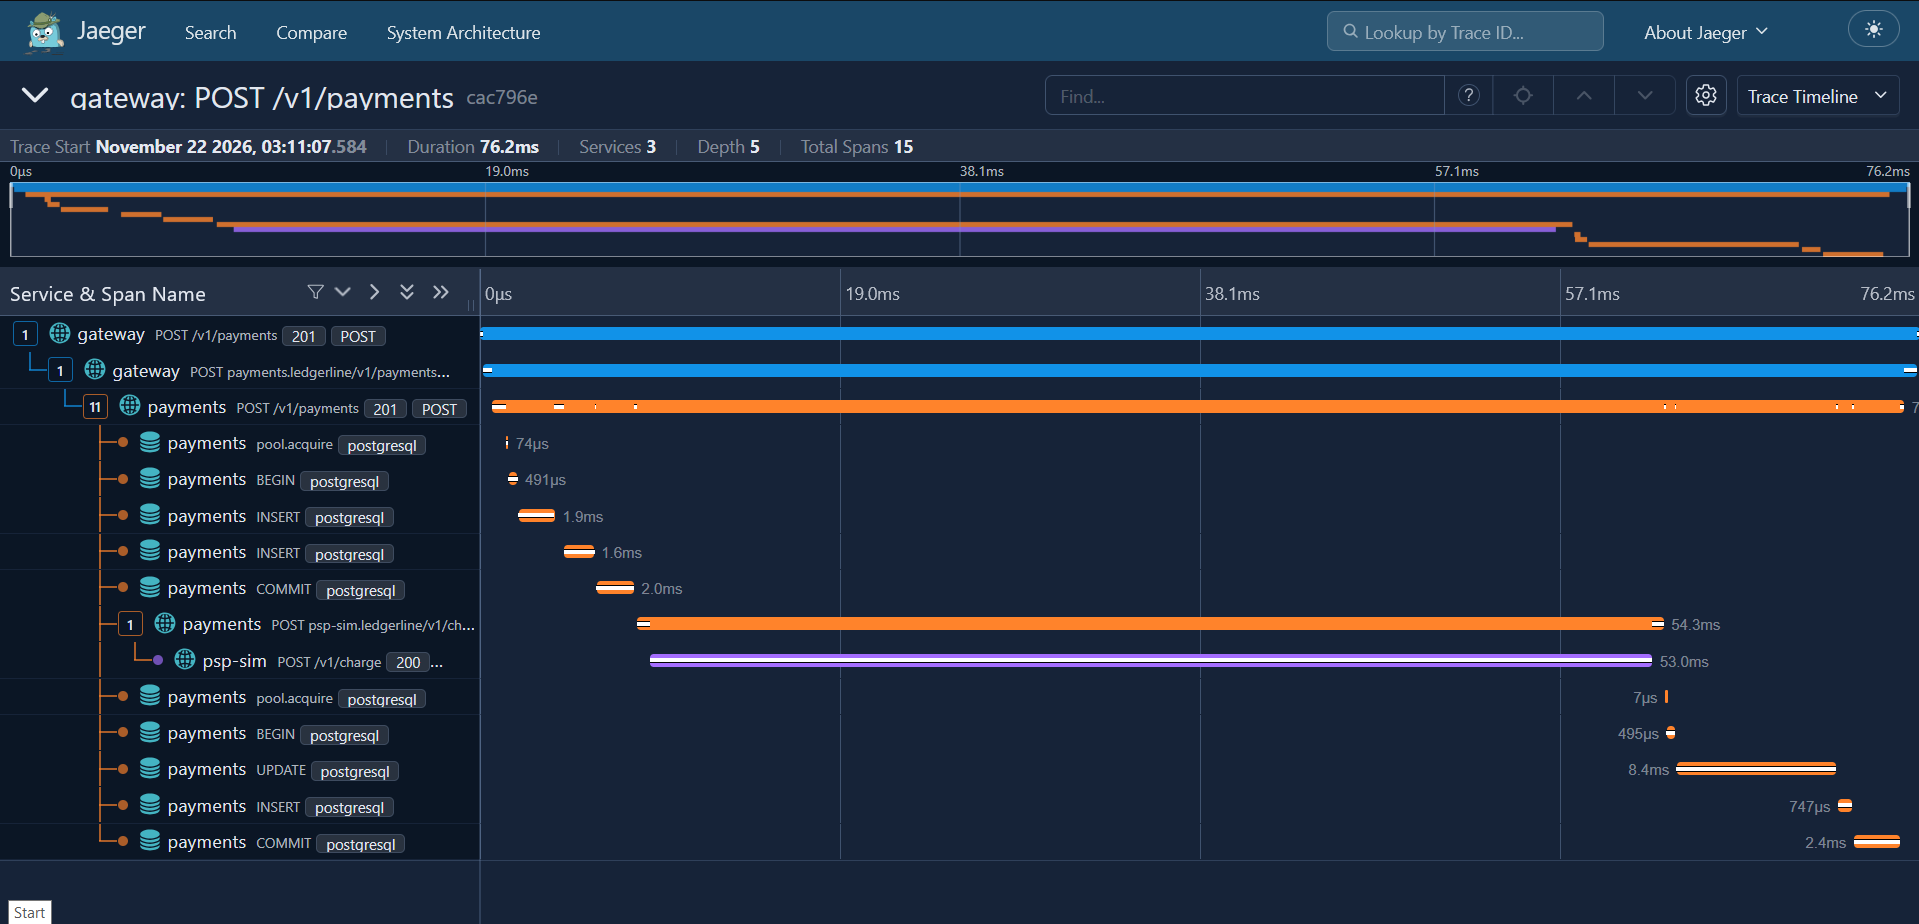 Jaeger Search Compare System Architecture Lookup by Trace ID... About Jaeger
gateway: POST /v1/payments cac796e Find... ? Trace Timeline
Trace Start November 22 2026, 03:11:07.584 Duration 76.2ms Services 3 Depth 5 Total Spans 15
0μs 19.0ms 38.1ms 57.1ms 76.2ms
Service & Span Name 0μs 19.0ms 38.1ms 57.1ms 76.2ms
1 gateway POST /v1/payments 201 POST
1 gateway POST payments.ledgerline/v1/payments...
11 payments POST /v1/payments 201 POST 7
payments pool.acquire postgresql 74μs
payments BEGIN postgresql 491μs
payments INSERT postgresql 1.9ms
payments INSERT postgresql 1.6ms
payments COMMIT postgresql 2.0ms
1 payments POST psp-sim.ledgerline/v1/ch... 54.3ms
psp-sim POST /v1/charge 200 ... 53.0ms
payments pool.acquire postgresql 7μs
payments BEGIN postgresql 495μs
payments UPDATE postgresql 8.4ms
payments INSERT postgresql 747μs
payments COMMIT postgresql 2.4ms
Start